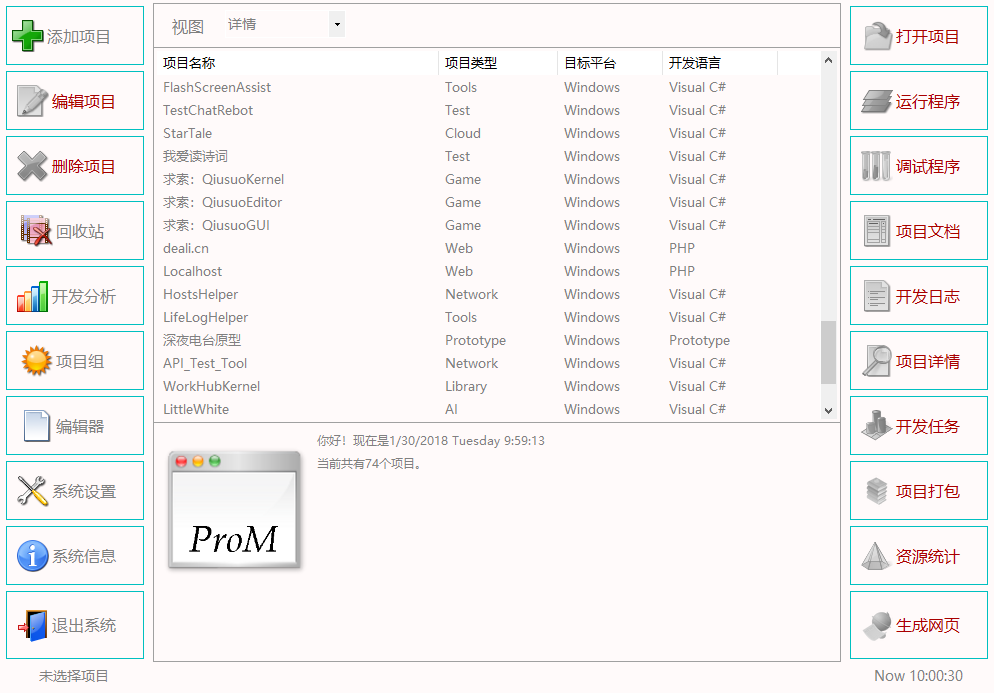 添加项目
编辑项目
删除项目
回收站
开发分析
项目组
编辑器
系统设置
系统信息
退出系统
未选择项目
视图 详情
项目名称 项目类型 目标平台 开发语言
FlashScreenAssist Tools Windows Visual C#
TestChatRebot Test Windows Visual C#
StarTale Cloud Windows Visual C#
我爱读诗词 Test Windows Visual C#
求索：QiusuoKernel Game Windows Visual C#
求索：QiusuoEditor Game Windows Visual C#
求索：QiusuoGUI Game Windows Visual C#
deali.cn Web Windows PHP
Localhost Web Windows PHP
HostsHelper Network Windows Visual C#
LifeLogHelper Tools Windows Visual C#
深夜电台原型 Prototype Windows Prototype
API_Test_Tool Network Windows Visual C#
WorkHubKernel Library Windows Visual C#
LittleWhite AI Windows Visual C#
ProM
你好！现在是1/30/2018 Tuesday 9:59:13
当前共有74个项目。
打开项目
运行程序
调试程序
项目文档
开发日志
项目详情
开发任务
项目打包
资源统计
生成网页
Now 10:00:30